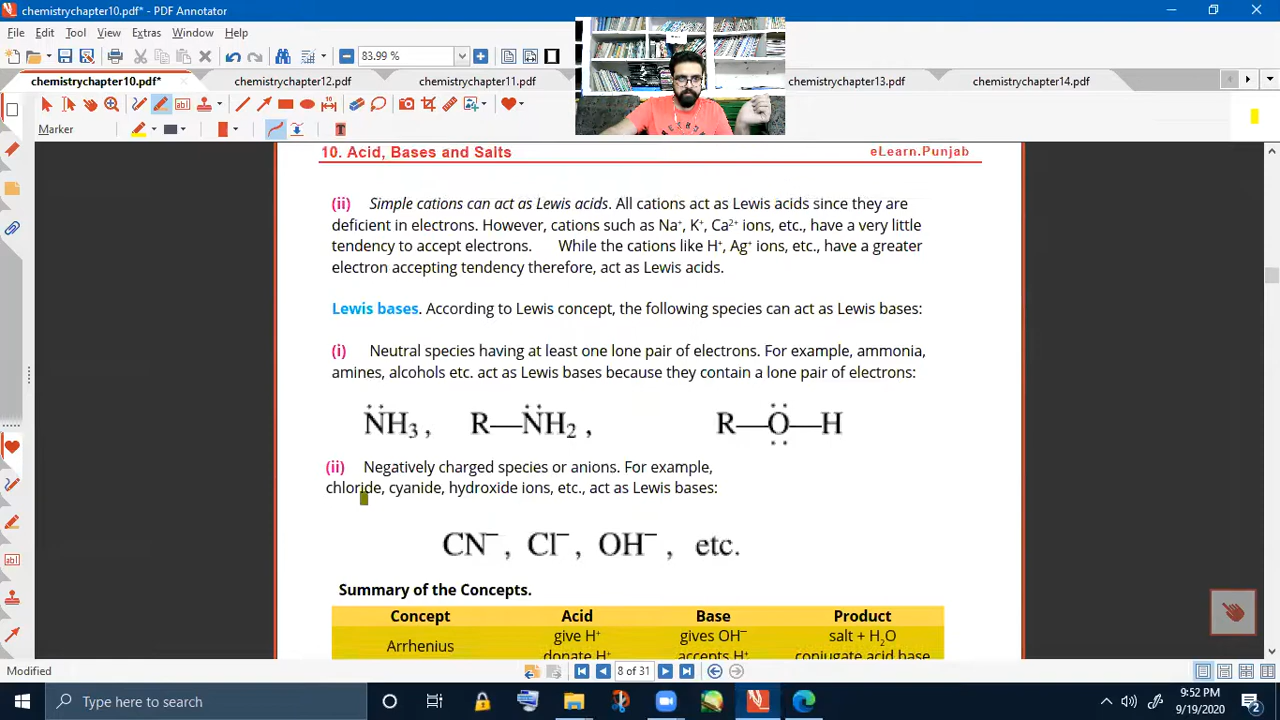 chemistrychapter10.pdf* - PDF Annotator
File Edit Tool View Extras Window Help
83.99 %
chemistrychapter10.pdf* chemistrychapter12.pdf chemistrychapter11.pdf chapter13.pdf chemistrychapter14.pdf
Marker
10. Acid, Bases and Salts eLearn.Punjab
(ii) Simple cations can act as Lewis acids. All cations act as Lewis acids since they are
deficient in electrons. However, cations such as Na⁺, K⁺, Ca²⁺ ions, etc., have a very little
tendency to accept electrons. While the cations like H⁺, Ag⁺ ions, etc., have a greater
electron accepting tendency therefore, act as Lewis acids.
Lewis bases. According to Lewis concept, the following species can act as Lewis bases:
(i) Neutral species having at least one lone pair of electrons. For example, ammonia,
amines, alcohols etc. act as Lewis bases because they contain a lone pair of electrons:
N̈H₃ , R—N̈H₂ , R—Ö—H
(ii) Negatively charged species or anions. For example,
chloride, cyanide, hydroxide ions, etc., act as Lewis bases:
CN⁻ , Cl⁻ , OH⁻ , etc.
Summary of the Concepts.
Concept Acid Base Product
Arrhenius give H⁺ gives OH⁻ salt + H₂O
donate H⁺ accepts H⁺ conjugate acid base
Modified 8 of 31
Type here to search
9:52 PM
9/19/2020
2